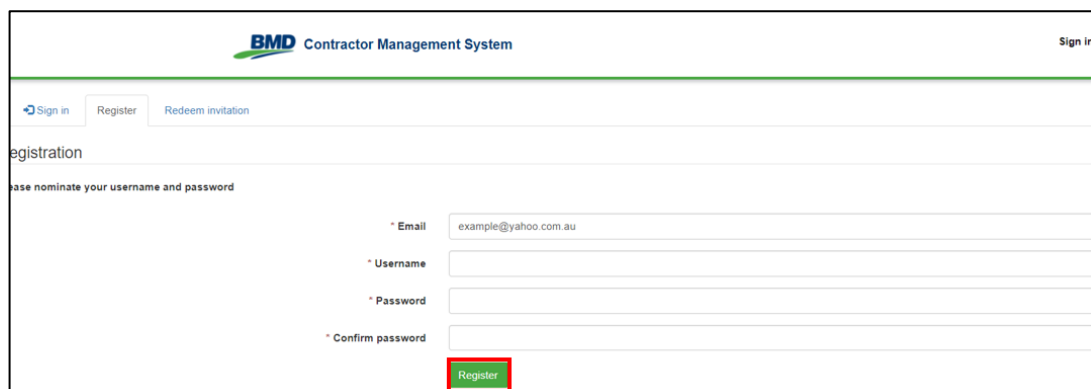 BMD Contractor Management System
Sign in
Sign in Register Redeem invitation
egistration
ease nominate your username and password
* Email example@yahoo.com.au
* Username
* Password
* Confirm password
Register